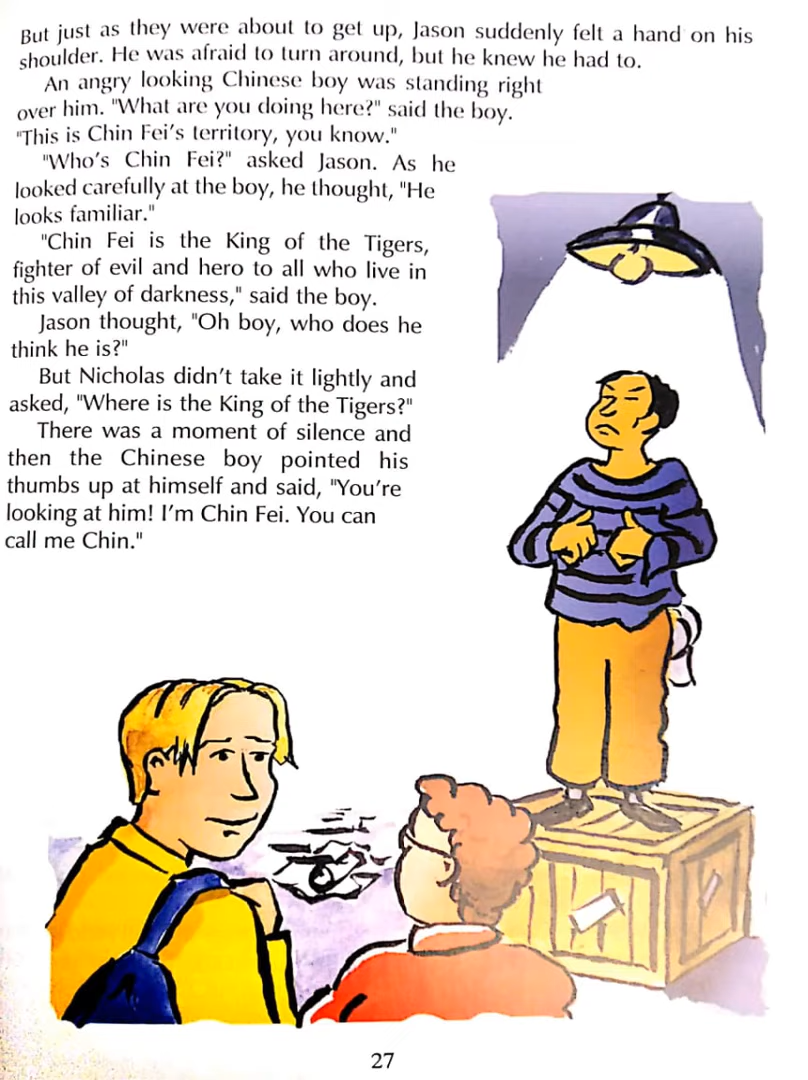 But just as they were about to get up, Jason suddenly felt a hand on his
shoulder. He was afraid to turn around, but he knew he had to.
An angry looking Chinese boy was standing right
over him. "What are you doing here?" said the boy.
"This is Chin Fei's territory, you know."
"Who's Chin Fei?" asked Jason. As he
looked carefully at the boy, he thought, "He
looks familiar."
"Chin Fei is the King of the Tigers,
fighter of evil and hero to all who live in
this valley of darkness," said the boy.
Jason thought, "Oh boy, who does he
think he is?"
But Nicholas didn't take it lightly and
asked, "Where is the King of the Tigers?"
There was a moment of silence and
then the Chinese boy pointed his
thumbs up at himself and said, "You're
looking at him! I'm Chin Fei. You can
call me Chin."
27